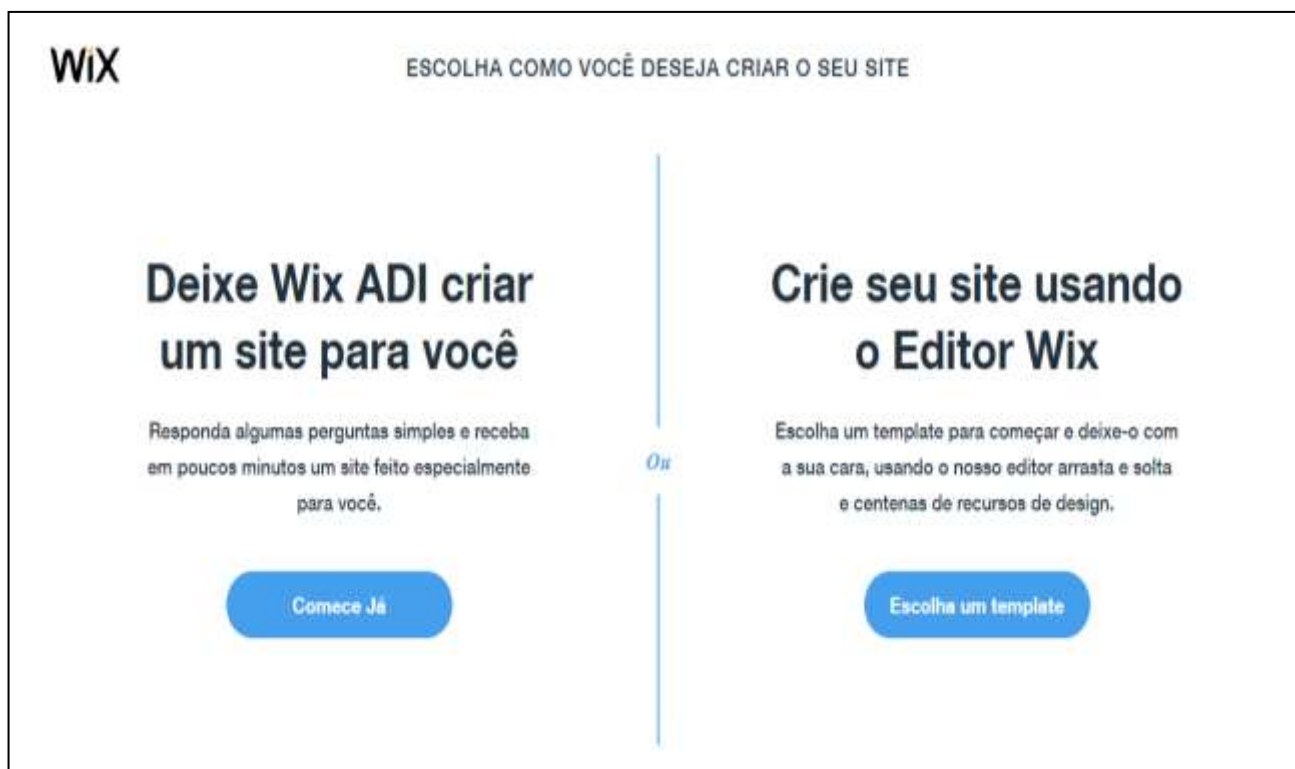 WiX
ESCOLHA COMO VOCÊ DESEJA CRIAR O SEU SITE
Deixe Wix ADI criar
um site para você
Responda algumas perguntas simples e receba
em poucos minutos um site feito especialmente
para você.
Comece Já
Ou
Crie seu site usando
o Editor Wix
Escolha um template para começar e deixe-o com
a sua cara, usando o nosso editor arrasta e solta
e centenas de recursos de design.
Escolha um template